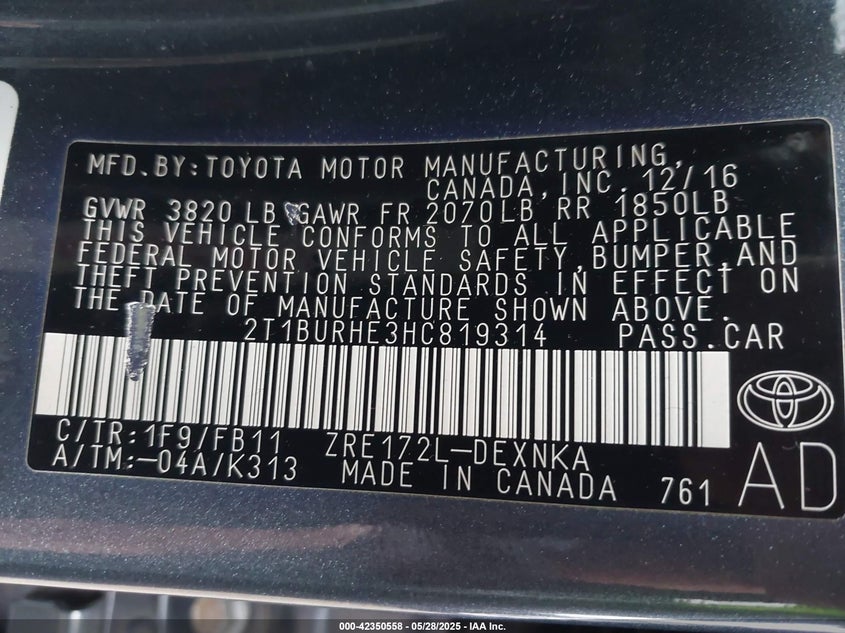 MFD.BY:TOYOTA MOTOR MANUFACTURING,
CANADA,INC. 12/16
GVWR 3820 LB GAWR FR 2070LB RR 1850LB
THIS VEHICLE CONFORMS TO ALL APPLICABLE
FEDERAL MOTOR VEHICLE SAFETY,BUMPER,AND
THEFT PREVENTION STANDARDS IN EFFECT ON
THE DATE OF MANUFACTURE SHOWN ABOVE.
2T1BURHE3HC819314 PASS.CAR
C/TR:1F9/FB11 ZRE172L-DEXNKA
A/TM:-04A/K313 MADE IN CANADA 761 AD
000-42350558 - 05/28/2025 - IAA Inc.